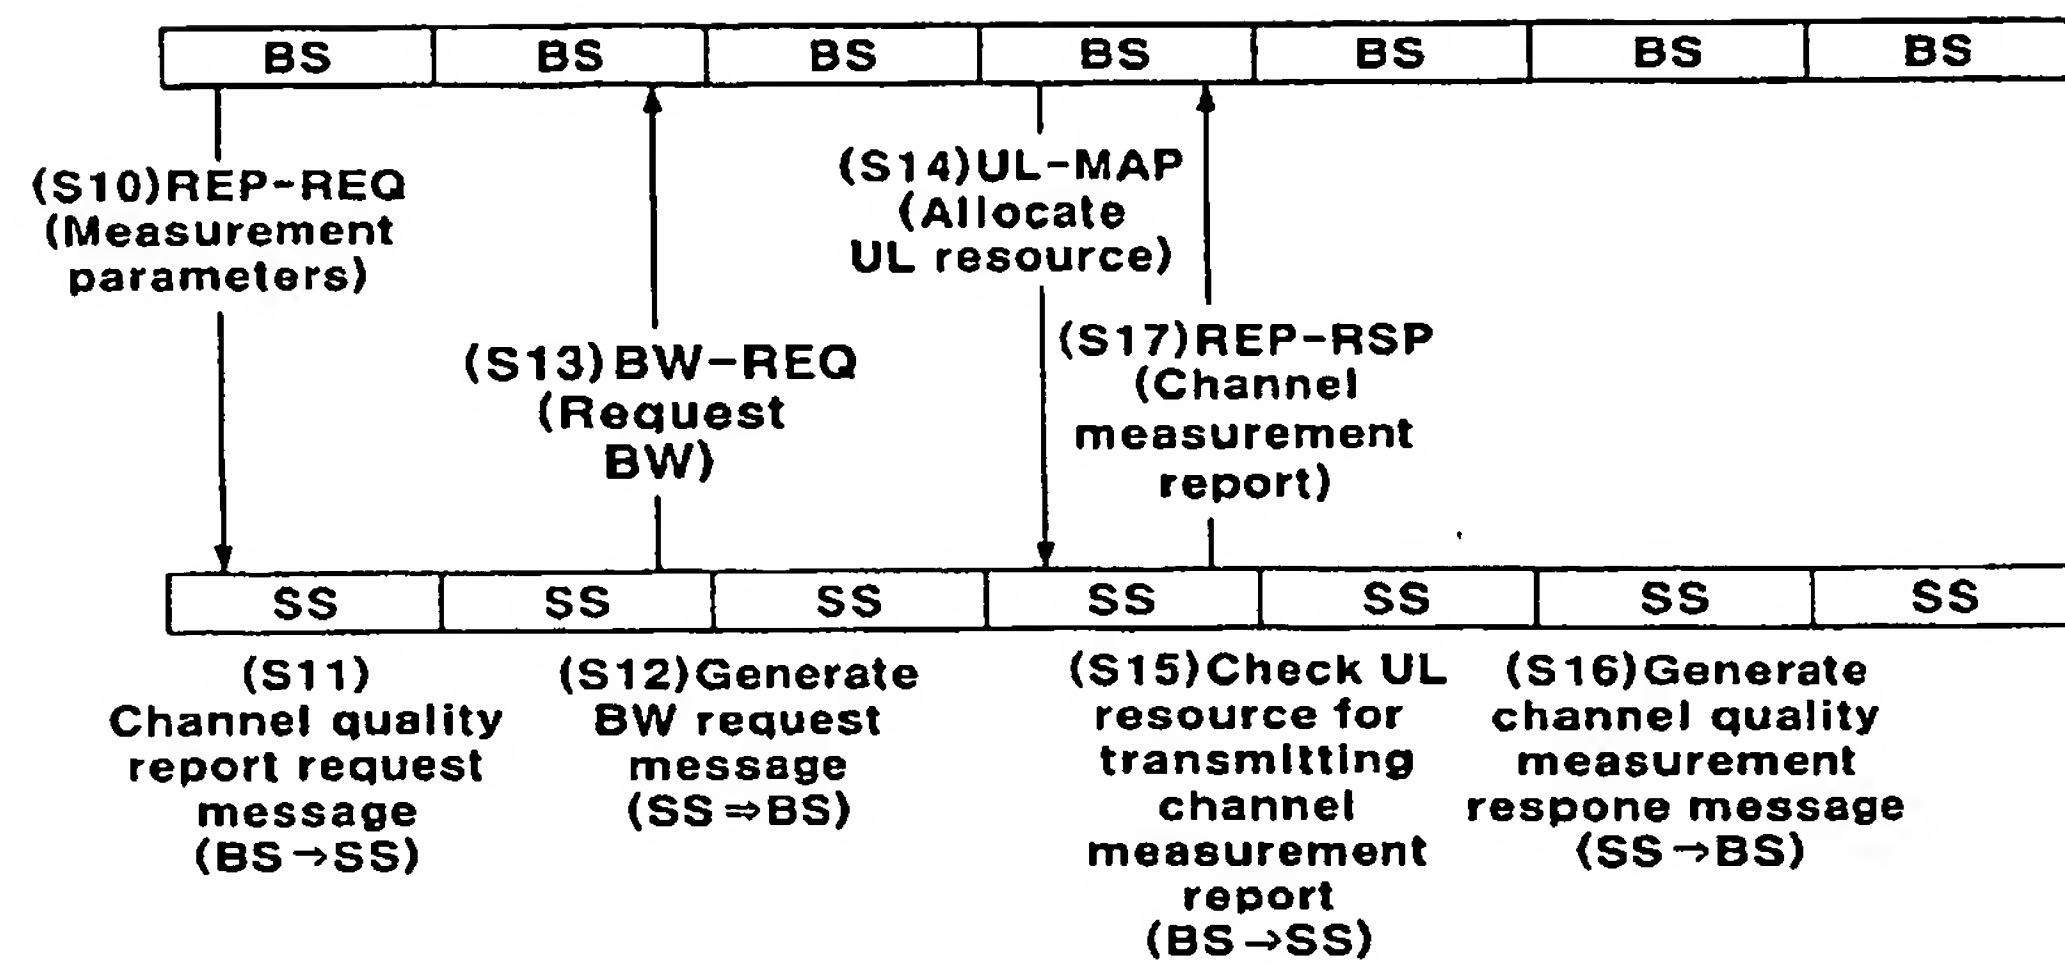 BS BS BS BS BS BS BS
(S10)REP-REQ
(Measurement
parameters)
(S13)BW-REQ
(Request
BW)
(S14)UL-MAP
(Allocate
UL resource)
(S17)REP-RSP
(Channel
measurement
report)
SS SS SS SS SS SS SS
(S11)
Channel quality
report request
message
(BS→SS)
(S12)Generate
BW request
message
(SS⇒BS)
(S15)Check UL
resource for
transmitting
channel
measurement
report
(BS→SS)
(S16)Generate
channel quality
measurement
respone message
(SS→BS)